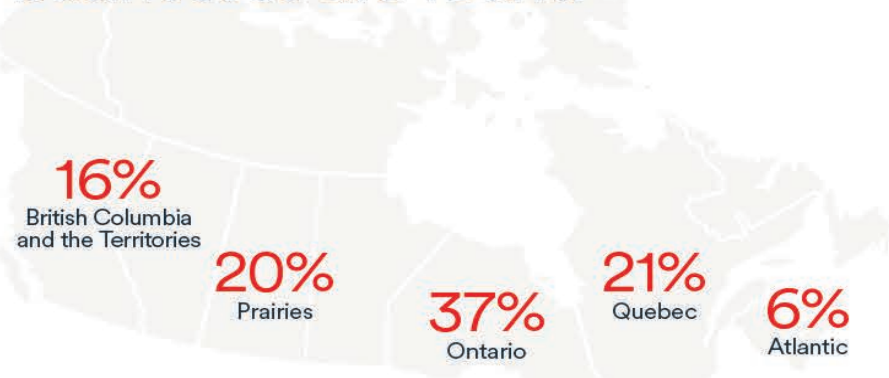 16%
British Columbia
and the Territories
20%
Prairies
37%
Ontario
21%
Quebec
6%
Atlantic